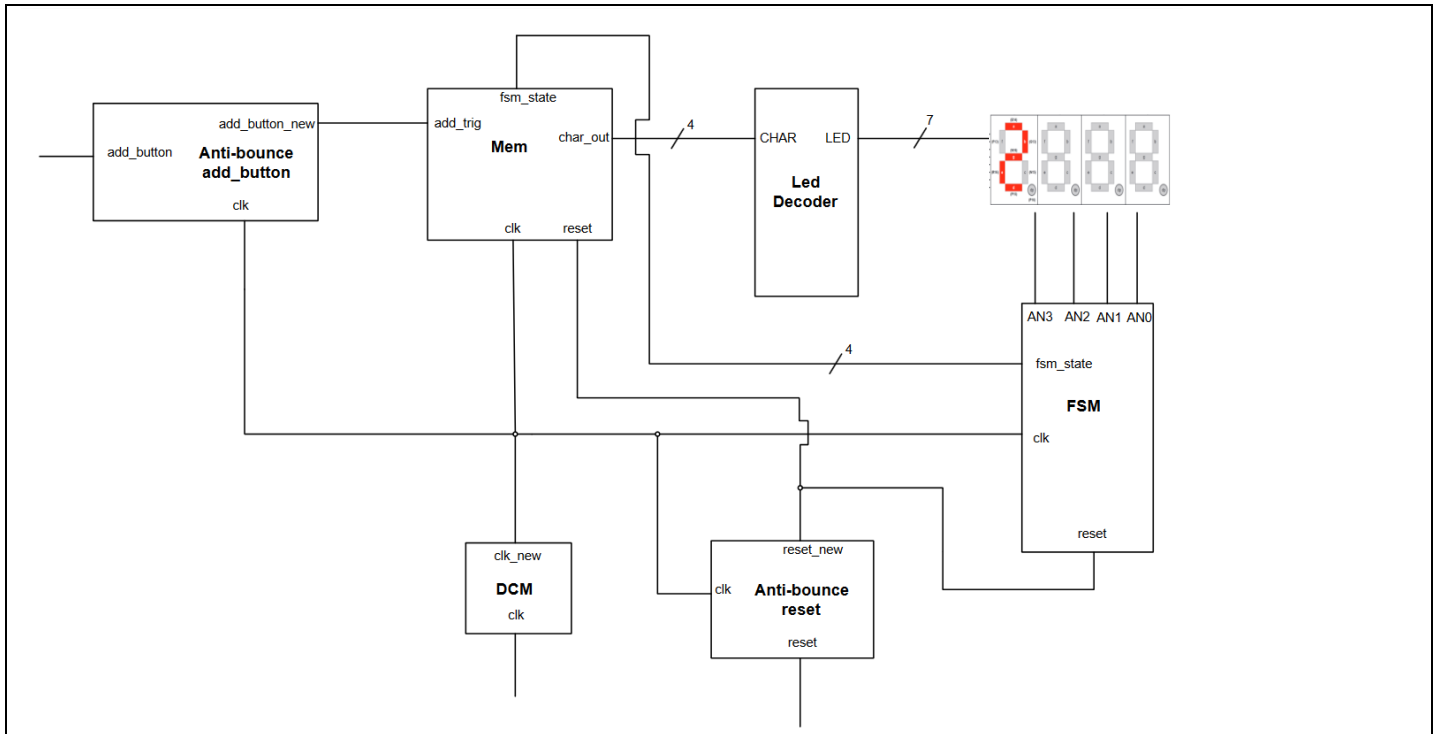 fsm_state
add_button_new
add_trig
add_button
Anti-bounce
add_button
clk
Mem
char_out
4
clk
reset
CHAR
LED
7
Led
Decoder
AN3
AN2
AN1
AN0
4
fsm_state
FSM
clk
reset
clk_new
DCM
clk
reset_new
clk
Anti-bounce
reset
reset